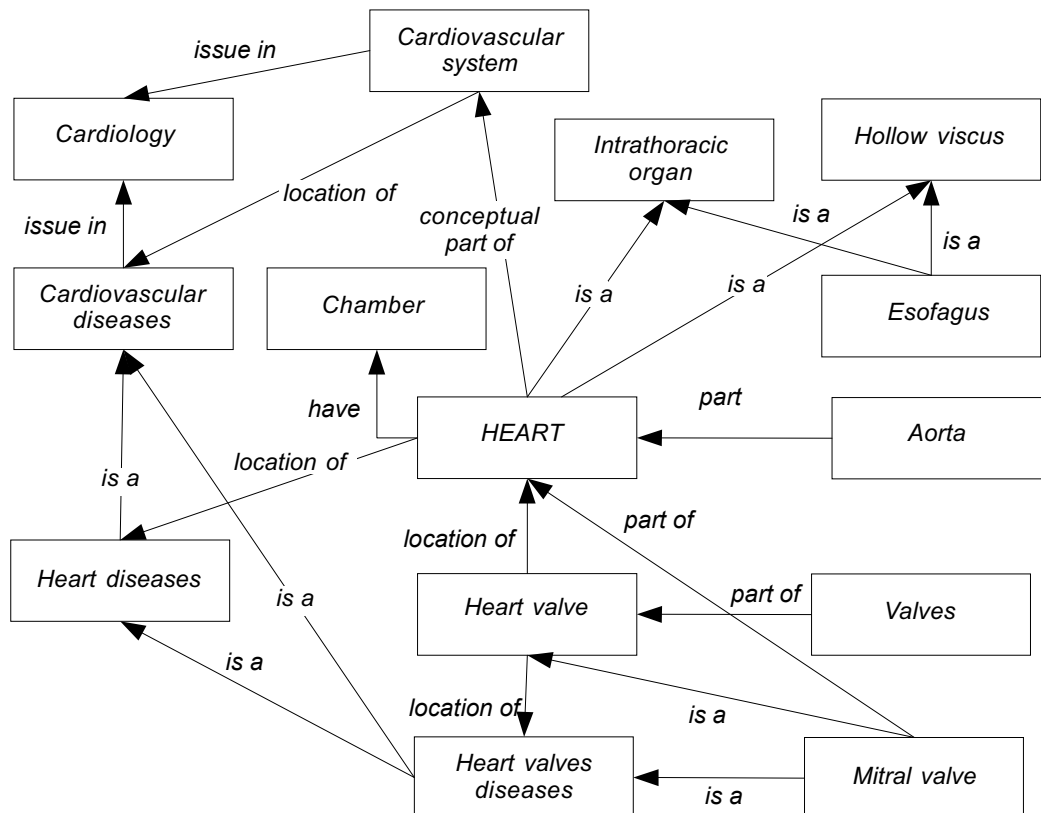 Cardiovascular
system
issue in
Cardiology
Intrathoracic
organ
Hollow viscus
location of
conceptual
part of
is a
issue in
is a
Cardiovascular
diseases
Chamber
is a
is a
Esofagus
have
HEART
part
Aorta
location of
is a
part of
location of
Heart diseases
Heart valve
part of
Valves
is a
is a
location of
is a
Heart valves
diseases
is a
Mitral valve